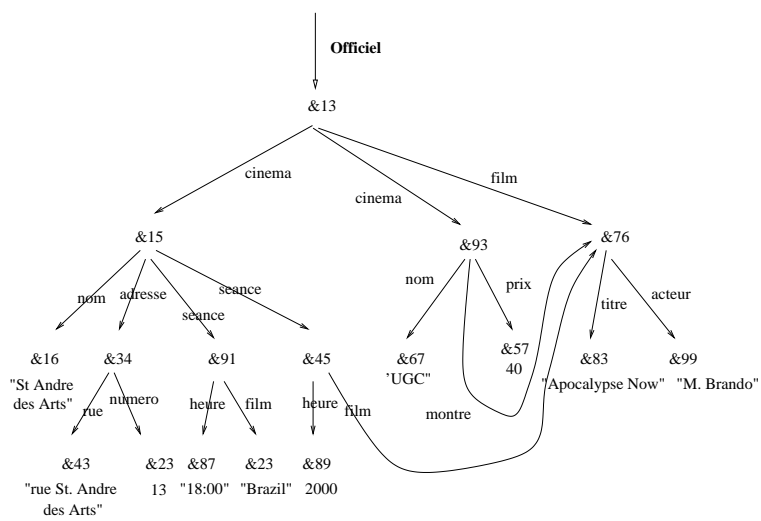 Officiel
&13
cinema
cinema
film
&15
&93
&76
nom
adresse
seance
seance
nom
prix
titre
acteur
&16
&34
&91
&45
&67
&57
&83
&99
"St Andre
des Arts"
'UGC"
40
"Apocalypse Now"
"M. Brando"
rue
numero
heure
film
heure
film
montre
&43
&23
&87
&23
&89
"rue St. Andre
des Arts"
13
"18:00"
"Brazil"
2000